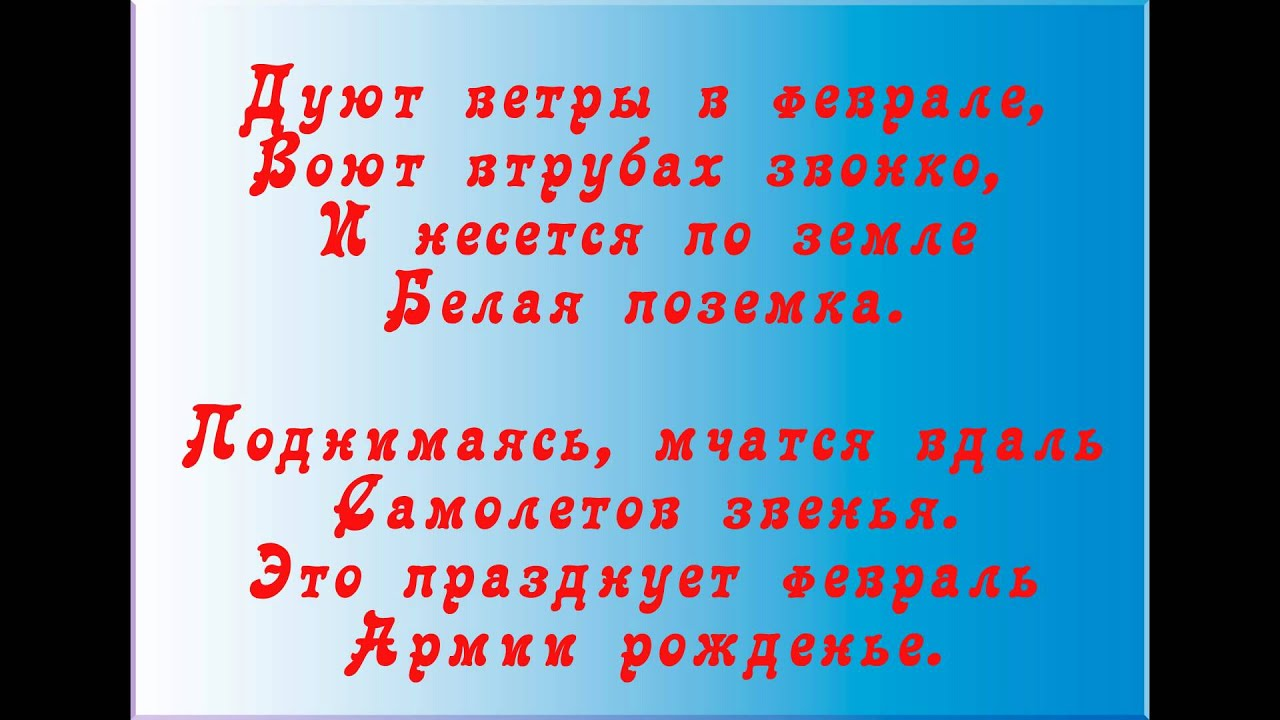 Дуют ветры в феврале,
Воют втрубах звонко,
И несется по земле
Белая поземка.
Поднимаясь, мчатся вдаль
Самолетов звенья.
Это празднует февраль
Армии рожденье.